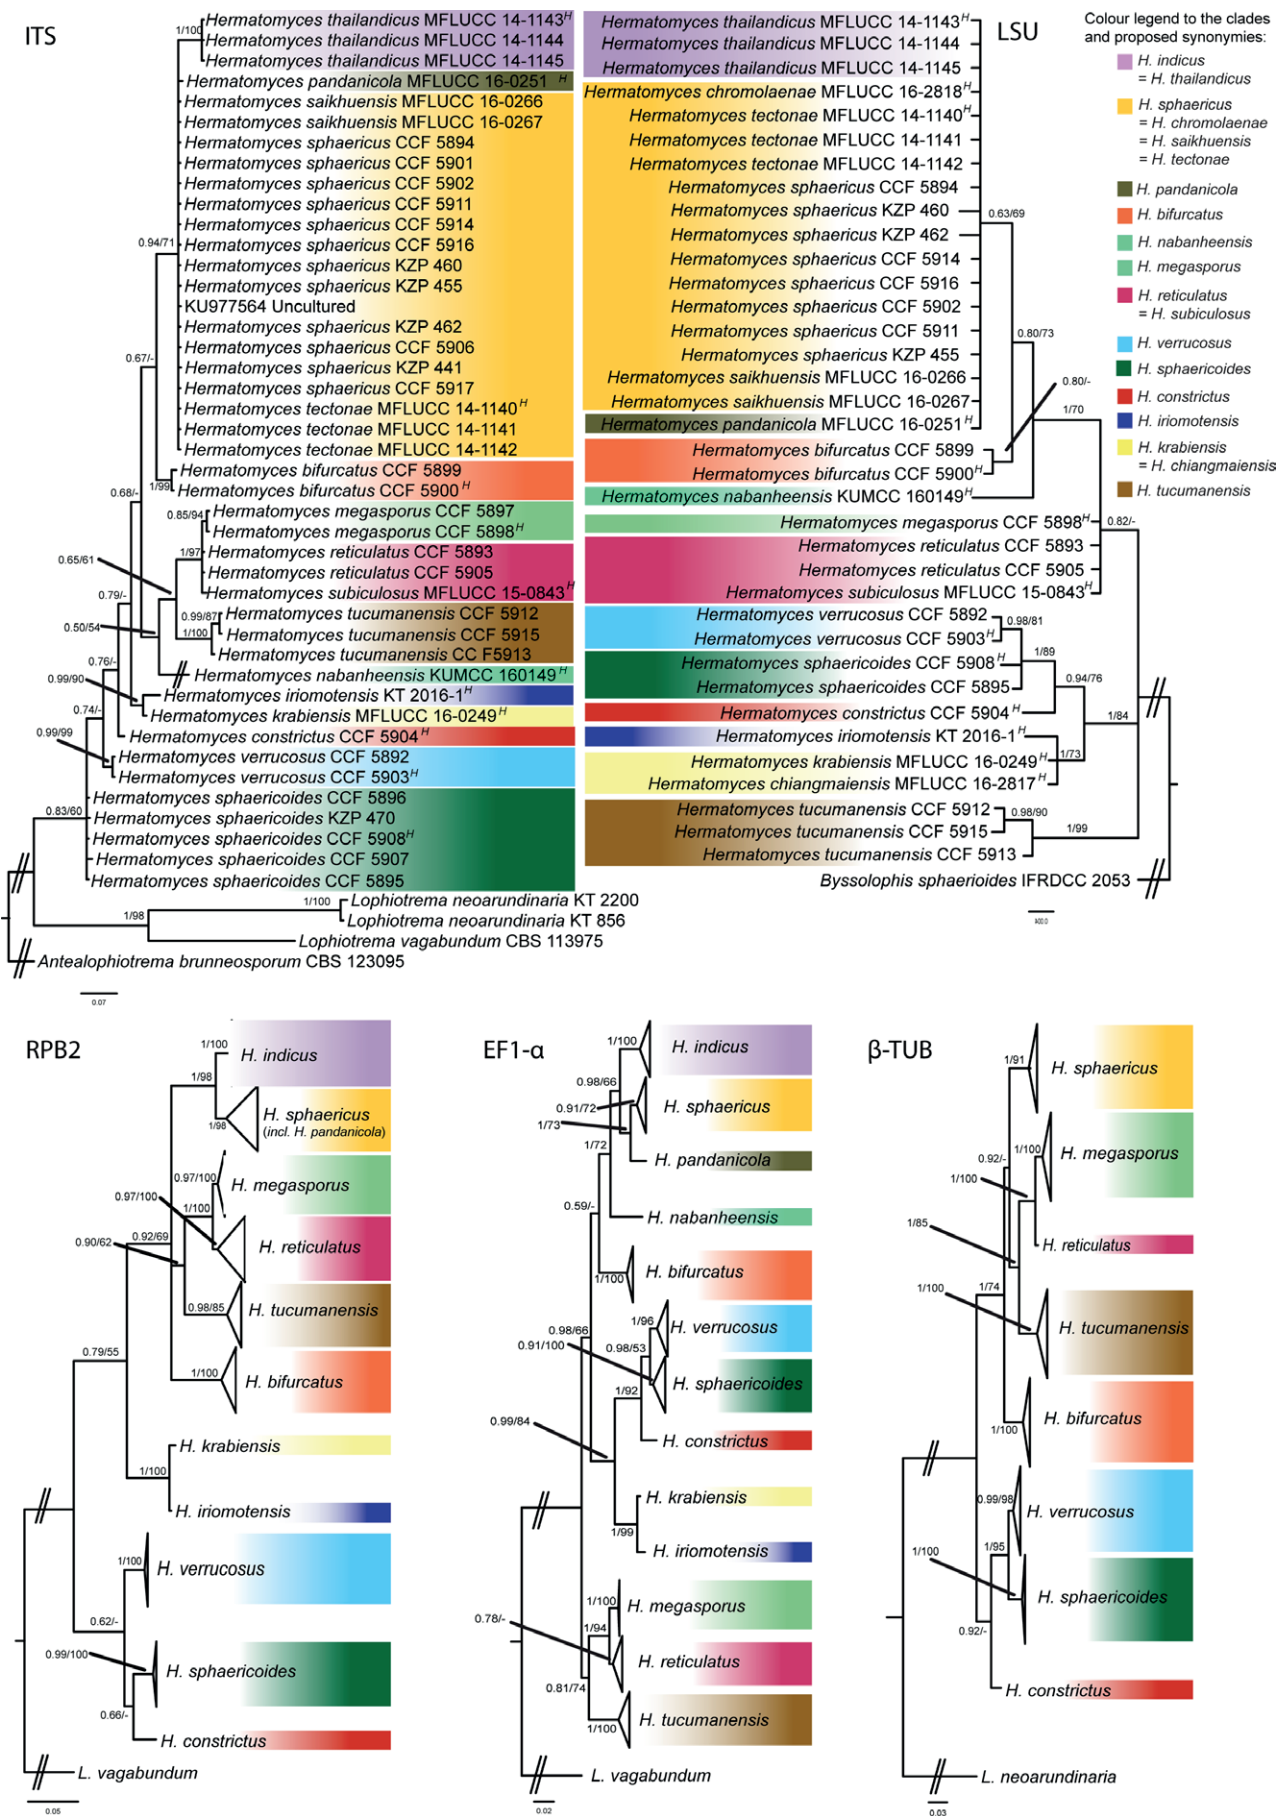 ITS
1/100
Hermatomyces thailandicus MFLUCC 14-1143 H
Hermatomyces thailandicus MFLUCC 14-1144
Hermatomyces thailandicus MFLUCC 14-1145
Hermatomyces pandanicola MFLUCC 16-0251 H
Hermatomyces saikhuensis MFLUCC 16-0266
Hermatomyces saikhuensis MFLUCC 16-0267
Hermatomyces sphaericus CCF 5894
Hermatomyces sphaericus CCF 5901
Hermatomyces sphaericus CCF 5902
Hermatomyces sphaericus CCF 5911
Hermatomyces sphaericus CCF 5914
0.94/71
Hermatomyces sphaericus CCF 5916
Hermatomyces sphaericus KZP 460
Hermatomyces sphaericus KZP 455
KU977564 Uncultured
Hermatomyces sphaericus KZP 462
Hermatomyces sphaericus CCF 5906
0.67/-
Hermatomyces sphaericus KZP 441
Hermatomyces sphaericus CCF 5917
Hermatomyces tectonae MFLUCC 14-1140 H
Hermatomyces tectonae MFLUCC 14-1141
Hermatomyces tectonae MFLUCC 14-1142
Hermatomyces bifurcatus CCF 5899
1/99
Hermatomyces bifurcatus CCF 5900 H
0.68/-
Hermatomyces megasporus CCF 5897
0.85/94
Hermatomyces megasporus CCF 5898 H
1/97
Hermatomyces reticulatus CCF 5893
0.65/61
Hermatomyces reticulatus CCF 5905
Hermatomyces subiculosus MFLUCC 15-0843 H
0.79/-
0.99/87
Hermatomyces tucumanensis CCF 5912
0.50/54
1/100
Hermatomyces tucumanensis CCF 5915
Hermatomyces tucumanensis CC F5913
0.76/-
Hermatomyces nabanheensis KUMCC 160149 H
0.99/90
Hermatomyces iriomotensis KT 2016-1 H
0.74/-
Hermatomyces krabiensis MFLUCC 16-0249 H
0.99/99
Hermatomyces constrictus CCF 5904 H
Hermatomyces verrucosus CCF 5892
Hermatomyces verrucosus CCF 5903 H
Hermatomyces sphaericoides CCF 5896
0.83/60
Hermatomyces sphaericoides KZP 470
Hermatomyces sphaericoides CCF 5908 H
Hermatomyces sphaericoides CCF 5907
Hermatomyces sphaericoides CCF 5895
1/100
Lophiotrema neoarundinaria KT 2200
1/98
Lophiotrema neoarundinaria KT 856
Lophiotrema vagabundum CBS 113975
Antealophiotrema brunneosporum CBS 123095
0.07
LSU
Hermatomyces thailandicus MFLUCC 14-1143 H
Hermatomyces thailandicus MFLUCC 14-1144
Hermatomyces thailandicus MFLUCC 14-1145
Hermatomyces chromolaenae MFLUCC 16-2818 H
Hermatomyces tectonae MFLUCC 14-1140 H
Hermatomyces tectonae MFLUCC 14-1141
Hermatomyces tectonae MFLUCC 14-1142
Hermatomyces sphaericus CCF 5894
Hermatomyces sphaericus KZP 460
0.63/69
Hermatomyces sphaericus KZP 462
Hermatomyces sphaericus CCF 5914
Hermatomyces sphaericus CCF 5916
Hermatomyces sphaericus CCF 5902
Hermatomyces sphaericus CCF 5911
0.80/73
Hermatomyces sphaericus KZP 455
Hermatomyces saikhuensis MFLUCC 16-0266
0.80/-
Hermatomyces saikhuensis MFLUCC 16-0267
1/70
Hermatomyces pandanicola MFLUCC 16-0251 H
Hermatomyces bifurcatus CCF 5899
Hermatomyces bifurcatus CCF 5900 H
Hermatomyces nabanheensis KUMCC 160149 H
Hermatomyces megasporus CCF 5898 H
0.82/-
Hermatomyces reticulatus CCF 5893
Hermatomyces reticulatus CCF 5905
Hermatomyces subiculosus MFLUCC 15-0843 H
Hermatomyces verrucosus CCF 5892
0.98/81
Hermatomyces verrucosus CCF 5903 H
1/89
Hermatomyces sphaericoides CCF 5908 H
0.94/76
Hermatomyces sphaericoides CCF 5895
Hermatomyces constrictus CCF 5904 H
1/84
Hermatomyces iriomotensis KT 2016-1 H
1/73
Hermatomyces krabiensis MFLUCC 16-0249 H
Hermatomyces chiangmaiensis MFLUCC 16-2817 H
Hermatomyces tucumanensis CCF 5912
0.98/90
Hermatomyces tucumanensis CCF 5915
1/99
Hermatomyces tucumanensis CCF 5913
Byssolophis sphaerioides IFRDCC 2053
Colour legend to the clades
and proposed synonymies:
H. indicus
= H. thailandicus
H. sphaericus
= H. chromolaenae
= H. saikhuensis
= H. tectonae
H. pandanicola
H. bifurcatus
H. nabanheensis
H. megasporus
H. reticulatus
= H. subiculosus
H. verrucosus
H. sphaericoides
H. constrictus
H. iriomotensis
H. krabiensis
= H. chiangmaiensis
H. tucumanensis
RPB2
1/100
H. indicus
1/98
H. sphaericus
(incl. H. pandanicola)
1/98
0.97/100
H. megasporus
0.97/100
1/100
0.90/62
0.92/69
H. reticulatus
0.98/85
H. tucumanensis
0.79/55
1/100
H. bifurcatus
H. krabiensis
1/100
H. iriomotensis
1/100
H. verrucosus
0.62/-
0.99/100
H. sphaericoides
0.66/-
H. constrictus
L. vagabundum
0.05
EF1-α
1/100
H. indicus
0.98/66
0.91/72
H. sphaericus
1/73
1/72
H. pandanicola
0.59/-
H. nabanheensis
H. bifurcatus
1/100
1/96
H. verrucosus
0.98/66
0.91/100
0.98/53
H. sphaericoides
1/92
0.99/84
H. constrictus
H. krabiensis
1/99
H. iriomotensis
1/100
H. megasporus
0.78/-
1/94
H. reticulatus
0.81/74
1/100
H. tucumanensis
L. vagabundum
0.02
β-TUB
1/91
H. sphaericus
1/100
H. megasporus
0.92/-
1/100
1/85
H. reticulatus
1/100
1/74
H. tucumanensis
H. bifurcatus
1/100
0.99/98
H. verrucosus
1/95
1/100
H. sphaericoides
0.92/-
H. constrictus
L. neoarundinaria
0.03